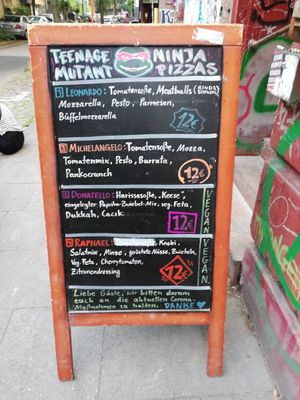 TEENAGE NINJA
MUTANT PIZZAS
1 LEONARDO: Tomatensoße, Meatballs (RIND & SCHWEIN)
Mozzarella, Pesto, Parmesan,
Büffelmozzarella
12€
3 MICHELANGELO: Tomatensoße, Mozza,
Tomatenmix, Pesto, Burrata,
Pankocrunch
12€
DONATELLO: Harissasoße, "Keese",
eingelegter Paprika-Zwiebel-Mix, veg. Feta,
Dukkah, Cacik
12€
VEGAN
2 RAPHAEL: Knobi,
Salatmix, Minze, geröstete Nüsse, Zwiebeln,
Veg. Feta, Cherrytomaten,
Zitronendressing
12€
VEGAN
Liebe Gäste, wir bitten darum
euch an die aktuellen Corona-
Maßnahmen zu halten. DANKE